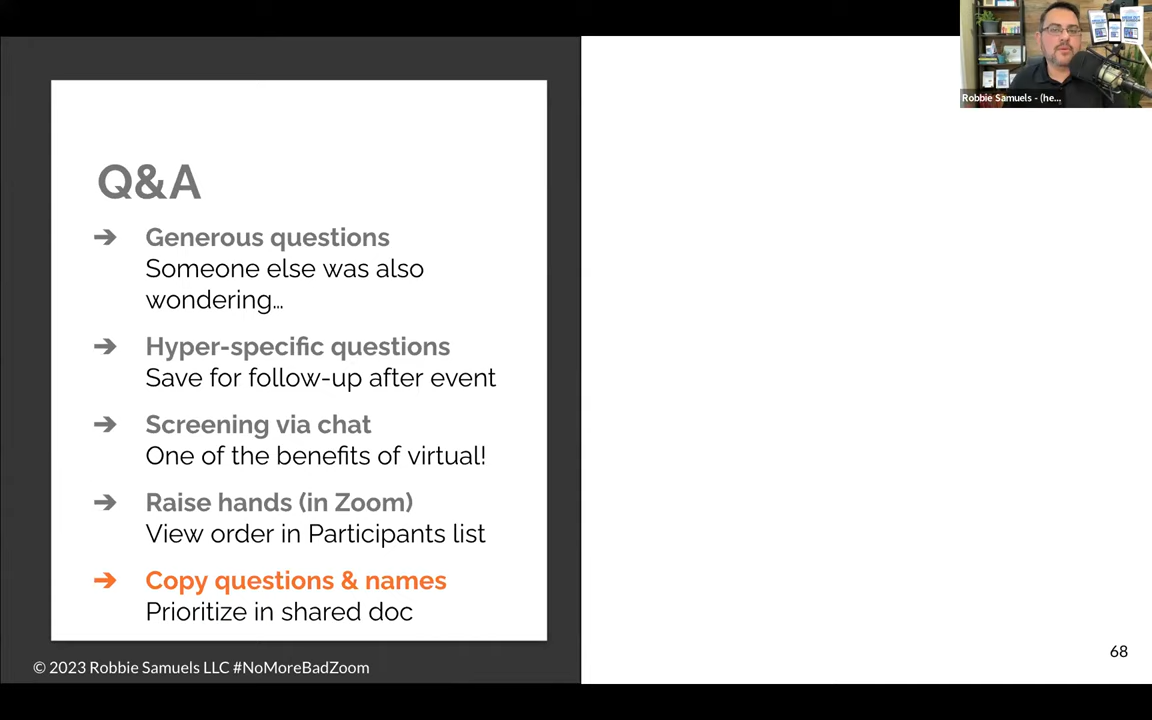 Q&A
➔ Generous questions
Someone else was also
wondering…
➔ Hyper-specific questions
Save for follow-up after event
➔ Screening via chat
One of the benefits of virtual!
➔ Raise hands (in Zoom)
View order in Participants list
➔ Copy questions & names
Prioritize in shared doc
© 2023 Robbie Samuels LLC #NoMoreBadZoom
68
Robbie Samuels - (he...